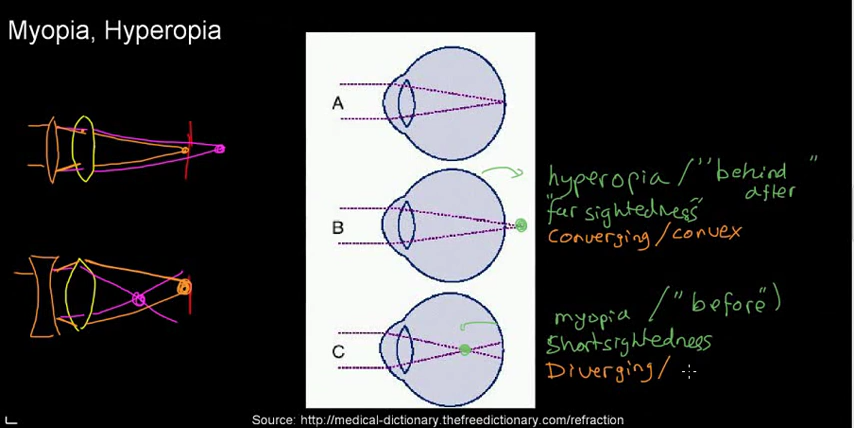 Myopia, Hyperopia
A
B
C
hyperopia / "behind "
after
"far sightedness"
Converging / convex
myopia / "before")
Shortsightedness
Diverging /
Source: http://medical-dictionary.thefreedictionary.com/refraction